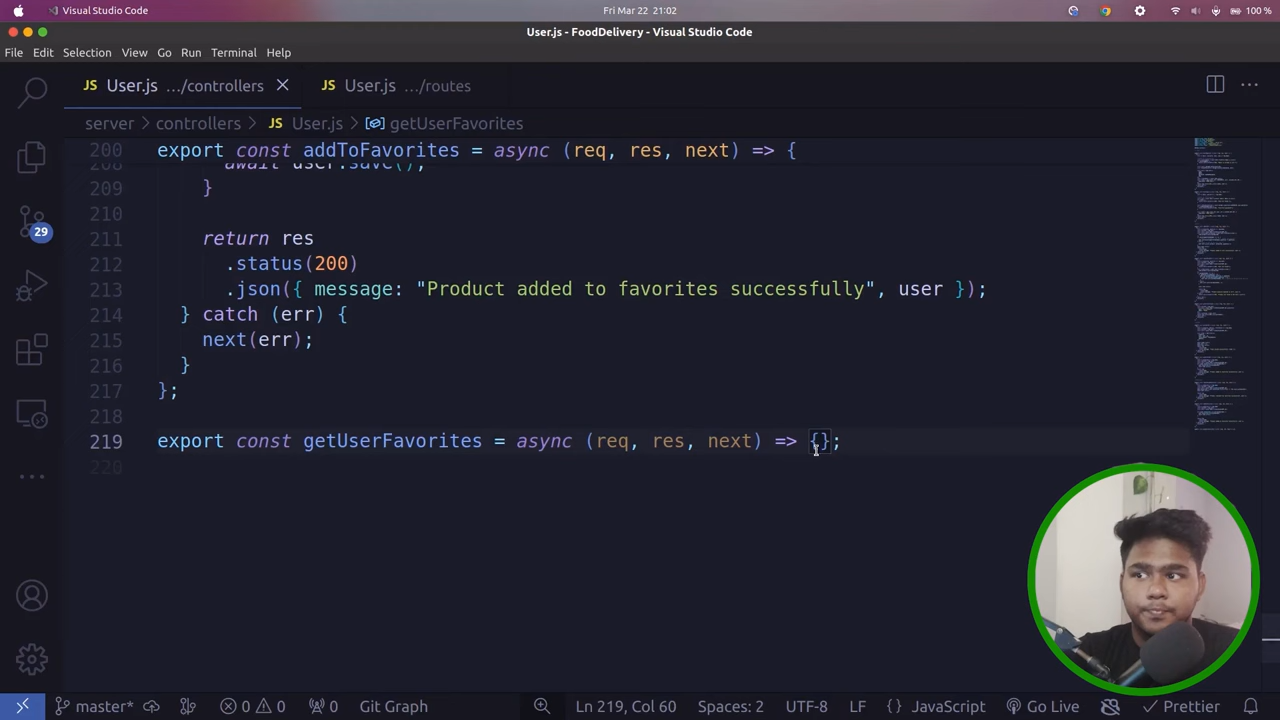 Visual Studio Code
Fri Mar 22 21:02
100 %
User.js - FoodDelivery - Visual Studio Code
File Edit Selection View Go Run Terminal Help
JS User.js …/controllers
JS User.js …/routes
server > controllers > JS User.js > getUserFavorites
200 export const addToFavorites = async (req, res, next) => {
208 await user.save();
209 }
210
211 return res
212 .status(200)
213 .json({ message: "Product added to favorites successfully", user });
214 } catch (err) {
215 next(err);
216 }
217 };
218
219 export const getUserFavorites = async (req, res, next) => {};
220
29
master* 0 0 0 Git Graph Ln 219, Col 60 Spaces: 2 UTF-8 LF {} JavaScript Go Live Prettier